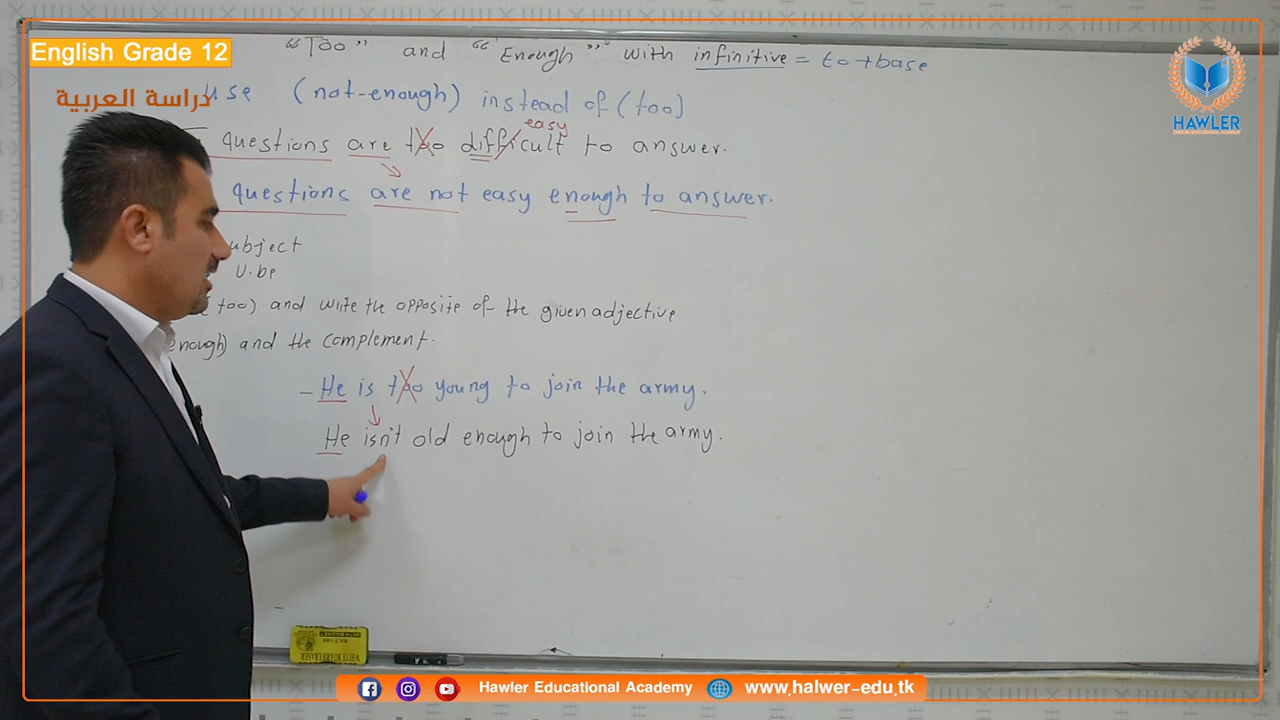 English Grade 12
دراسة العربية
"Too" and "Enough" with infinitive = to+base
use (not-enough) instead of (too)
easy
questions are too difficult to answer.
questions are not easy enough to answer.
subject
V.be
too) and write the opposite of the given adjective
enough) and the complement.
- He is too young to join the army.
He isn't old enough to join the army.
HAWLER
WHITE BOARD ERASER
Hawler Educational Academy
www.halwer-edu.tk